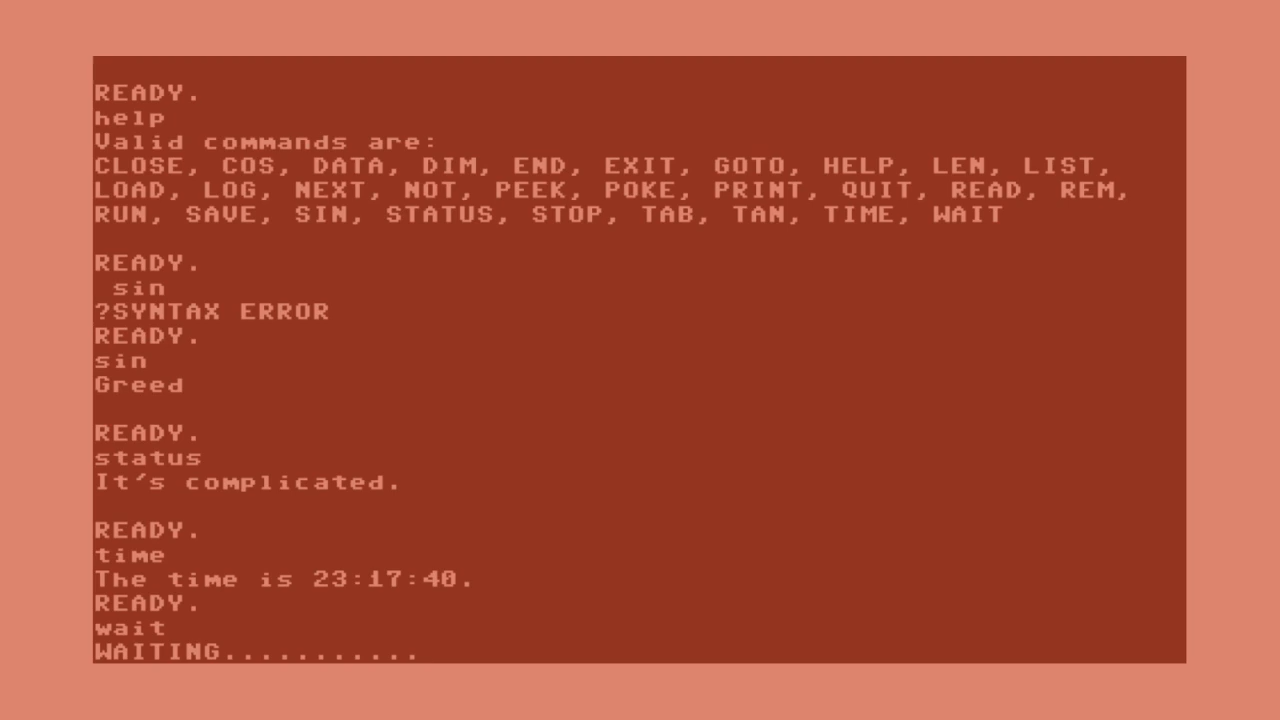 READY.
help
Valid commands are:
CLOSE, COS, DATA, DIM, END, EXIT, GOTO, HELP, LEN, LIST,
LOAD, LOG, NEXT, NOT, PEEK, POKE, PRINT, QUIT, READ, REM,
RUN, SAVE, SIN, STATUS, STOP, TAB, TAN, TIME, WAIT
READY.
 sin
?SYNTAX ERROR
READY.
sin
Greed
READY.
status
It's complicated.
READY.
time
The time is 23:17:40.
READY.
wait
WAITING...........